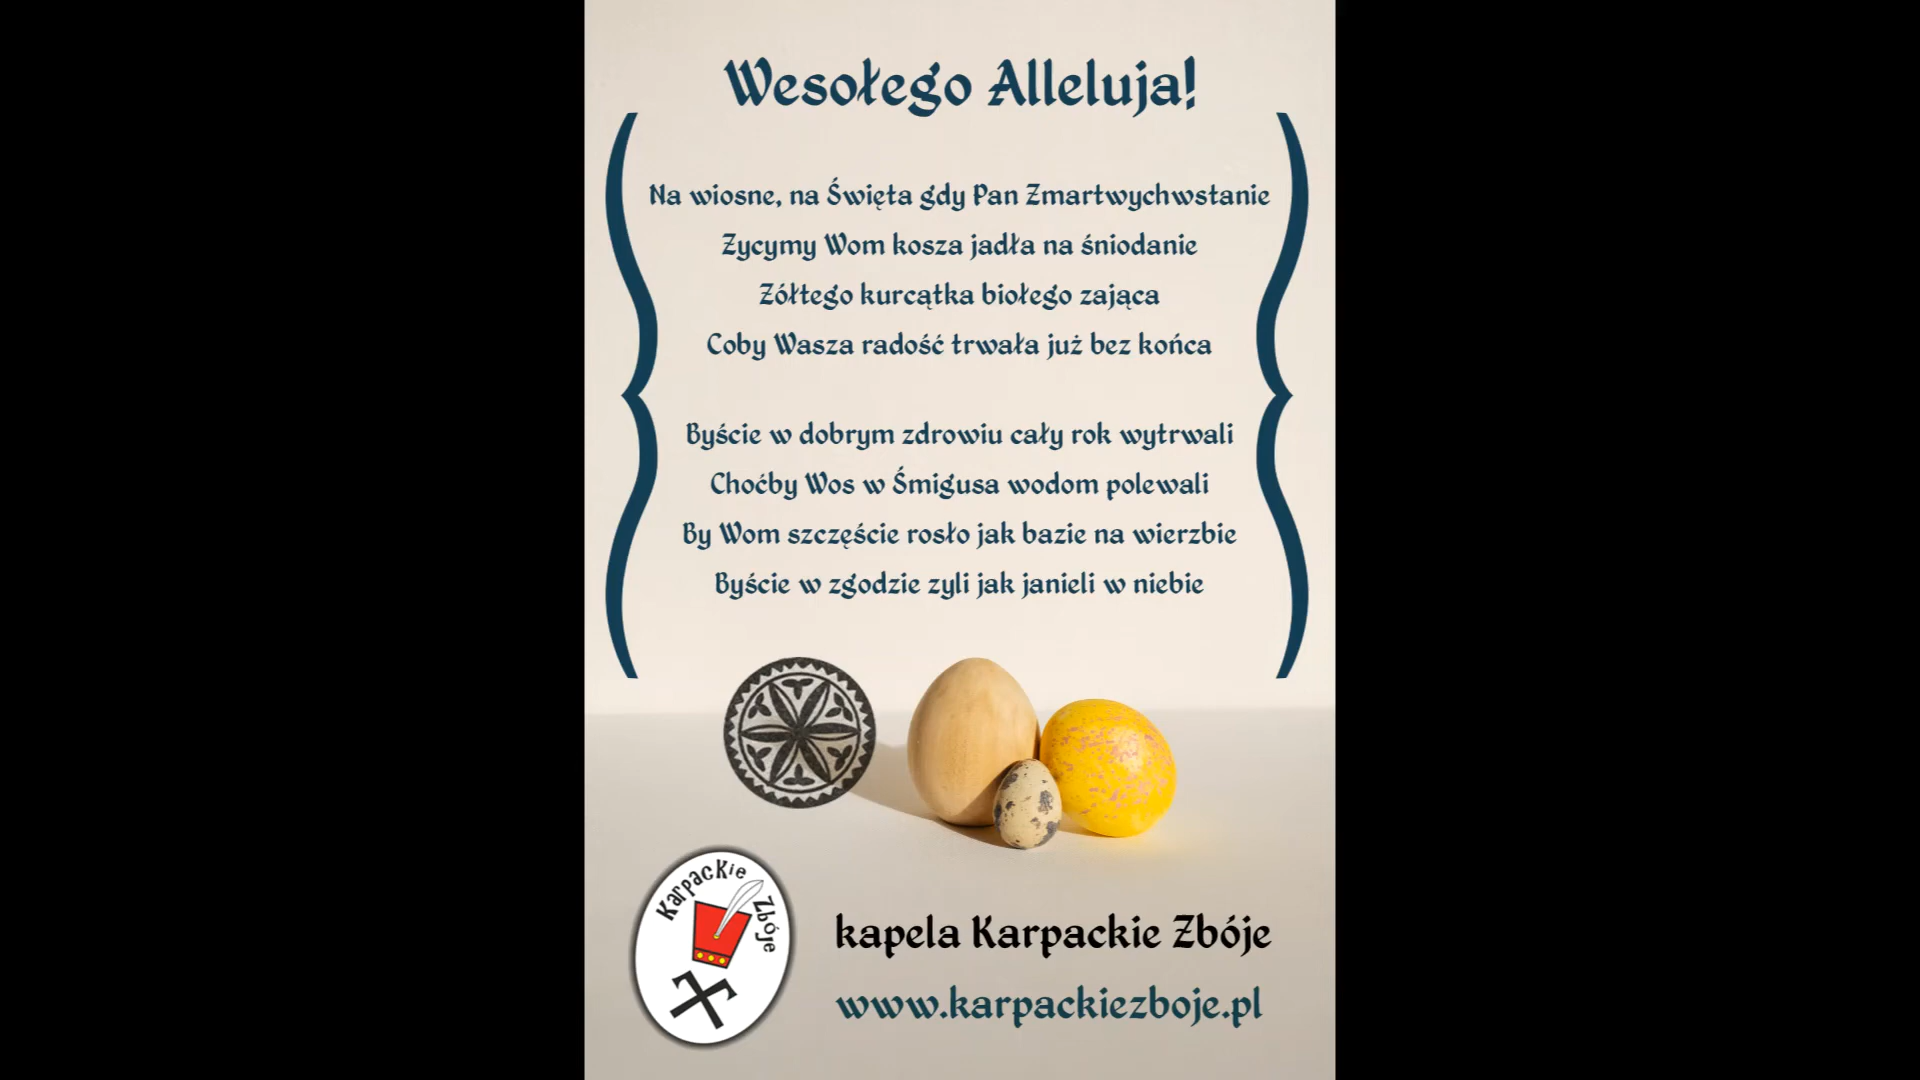 Wesołego Alleluja!
Na wiosne, na Święta gdy Pan Zmartwychwstanie
Zycymy Wom kosza jadła na śniodanie
Zółtego kurcątka biołego zająca
Coby Wasza radość trwała już bez końca
Byście w dobrym zdrowiu cały rok wytrwali
Choćby Wos w Śmigusa wodom polewali
By Wom szczęście rosło jak bazie na wierzbie
Byście w zgodzie zyli jak janieli w niebie
Karpackie Zbóje
kapela Karpackie Zbóje
www.karpackiezboje.pl